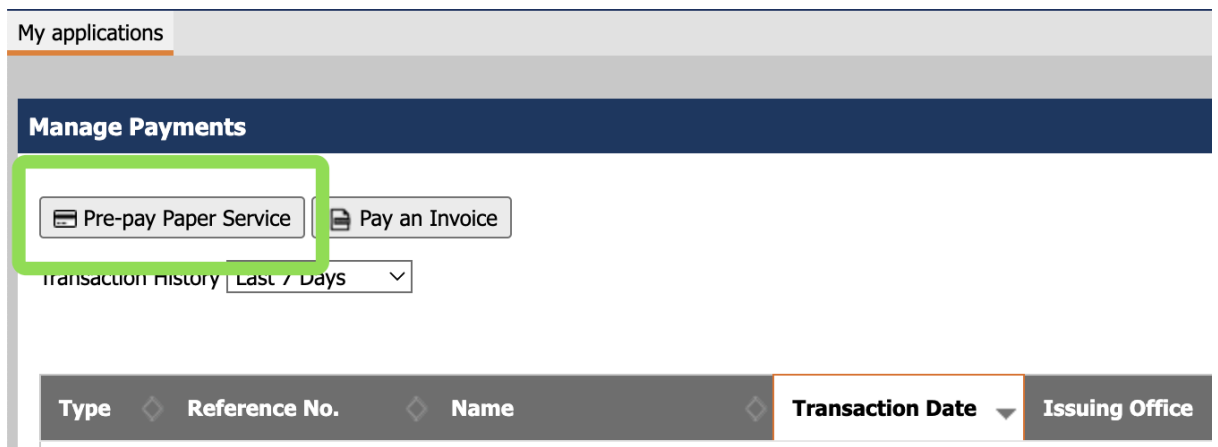 My applications
Manage Payments
Pre-pay Paper Service Pay an Invoice
Transaction History Last 7 Days
Type Reference No. Name Transaction Date Issuing Office